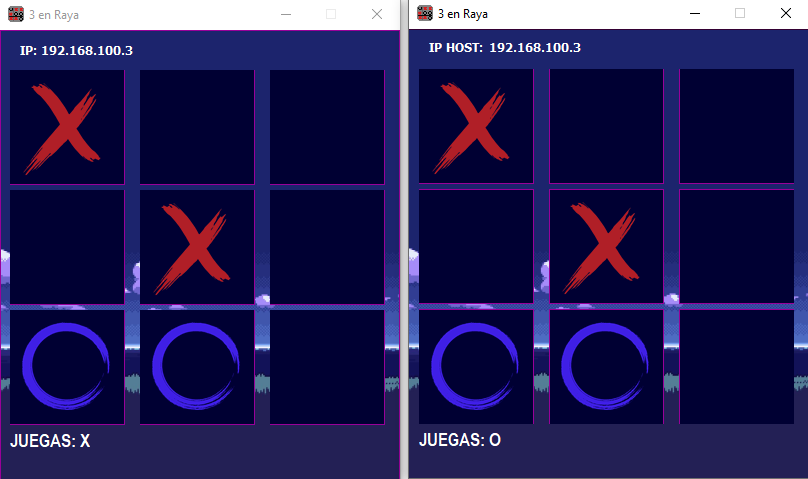 3 en Raya
IP: 192.168.100.3
JUEGAS: X
3 en Raya
IP HOST: 192.168.100.3
JUEGAS: O